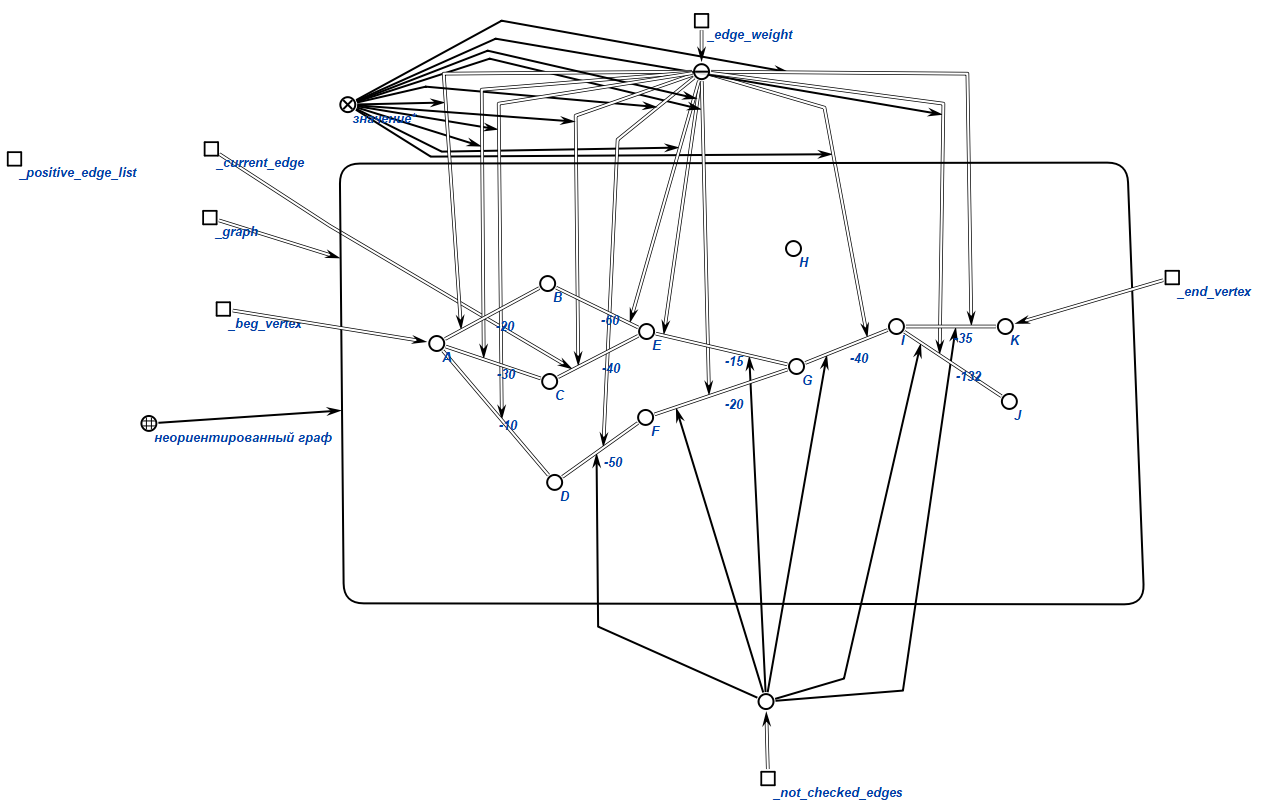 _edge_weight
значение*
_current_edge
_positive_edge_list
_graph
H
_end_vertex
B
_beg_vertex
-20
-60
I
K
A
E
35
-15
-40
-30
-40
G
-132
C
-20
J
-10
F
неориентированный граф
-50
D
_not_checked_edges